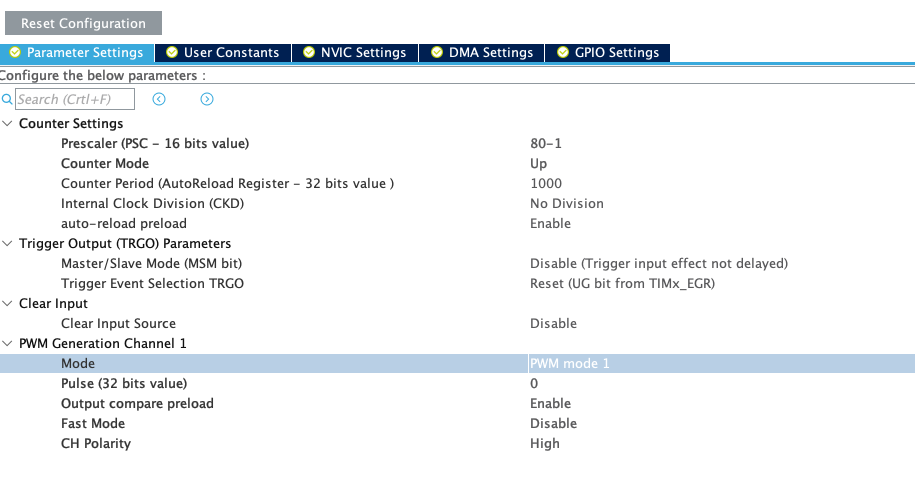 Reset Configuration
Parameter Settings User Constants NVIC Settings DMA Settings GPIO Settings
Configure the below parameters :
Search (Crtl+F)
Counter Settings
Prescaler (PSC - 16 bits value) 80-1
Counter Mode Up
Counter Period (AutoReload Register - 32 bits value ) 1000
Internal Clock Division (CKD) No Division
auto-reload preload Enable
Trigger Output (TRGO) Parameters
Master/Slave Mode (MSM bit) Disable (Trigger input effect not delayed)
Trigger Event Selection TRGO Reset (UG bit from TIMx_EGR)
Clear Input
Clear Input Source Disable
PWM Generation Channel 1
Mode PWM mode 1
Pulse (32 bits value) 0
Output compare preload Enable
Fast Mode Disable
CH Polarity High